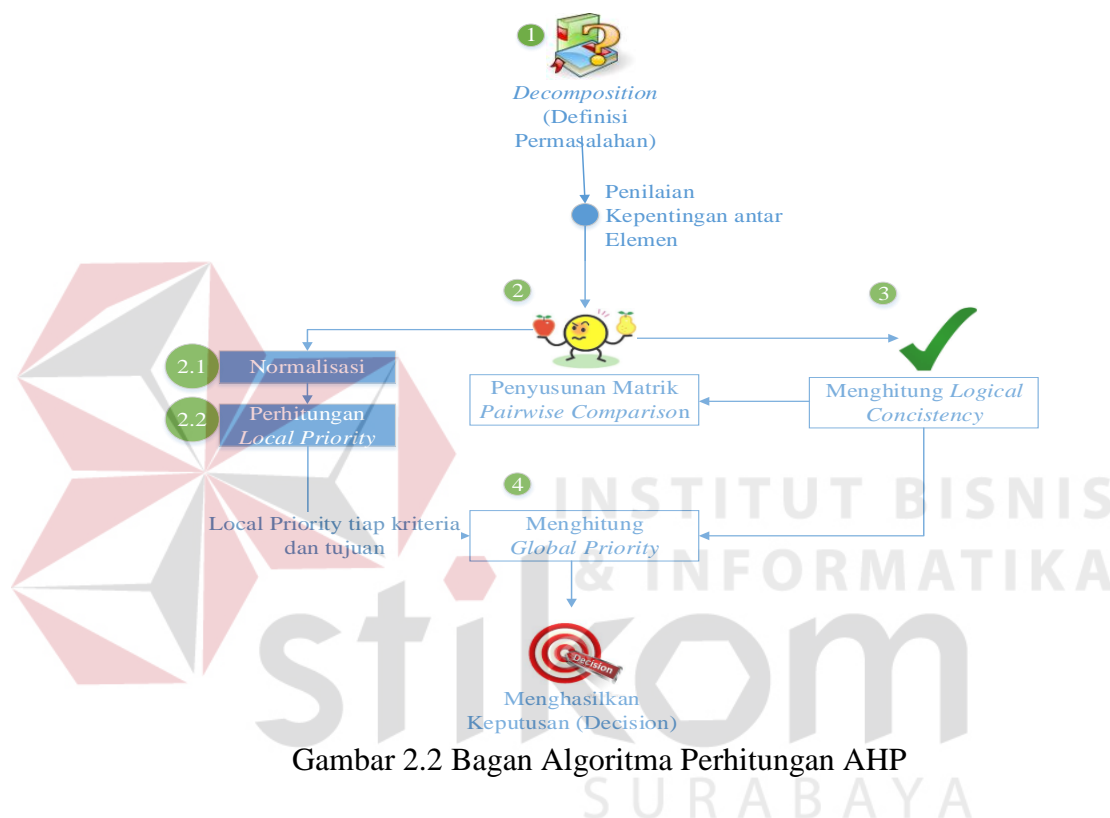 1
Decomposition
(Definisi
Permasalahan)
Penilaian
Kepentingan antar
Elemen
2
3
2.1
Normalisasi
2.2
Perhitungan
Local Priority
Penyusunan Matrik
Pairwise Comparison
Menghitung Logical
Concistency
4
Local Priority tiap kriteria
dan tujuan
Menghitung
Global Priority
Decision
Menghasilkan
Keputusan (Decision)
INSTITUT BISNIS
& INFORMATIKA
stikom
SURABAYA
Gambar 2.2 Bagan Algoritma Perhitungan AHP